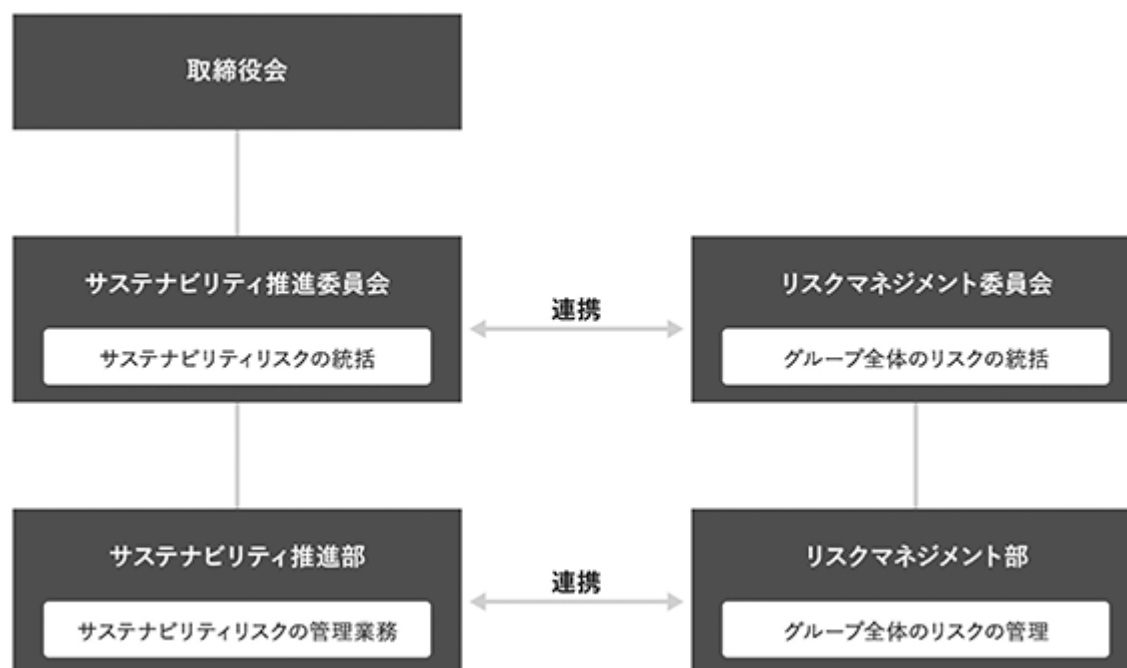 取締役会
サステナビリティ推進委員会
サステナビリティリスクの統括
連携
リスクマネジメント委員会
グループ全体のリスクの統括
サステナビリティ推進部
サステナビリティリスクの管理業務
連携
リスクマネジメント部
グループ全体のリスクの管理